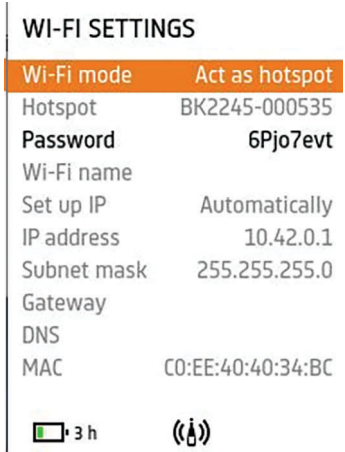 WI-FI SETTINGS
Wi-Fi mode Act as hotspot
Hotspot BK2245-000535
Password 6Pjo7evt
Wi-Fi name
Set up IP Automatically
IP address 10.42.0.1
Subnet mask 255.255.255.0
Gateway
DNS
MAC C0:EE:40:40:34:BC
3 h